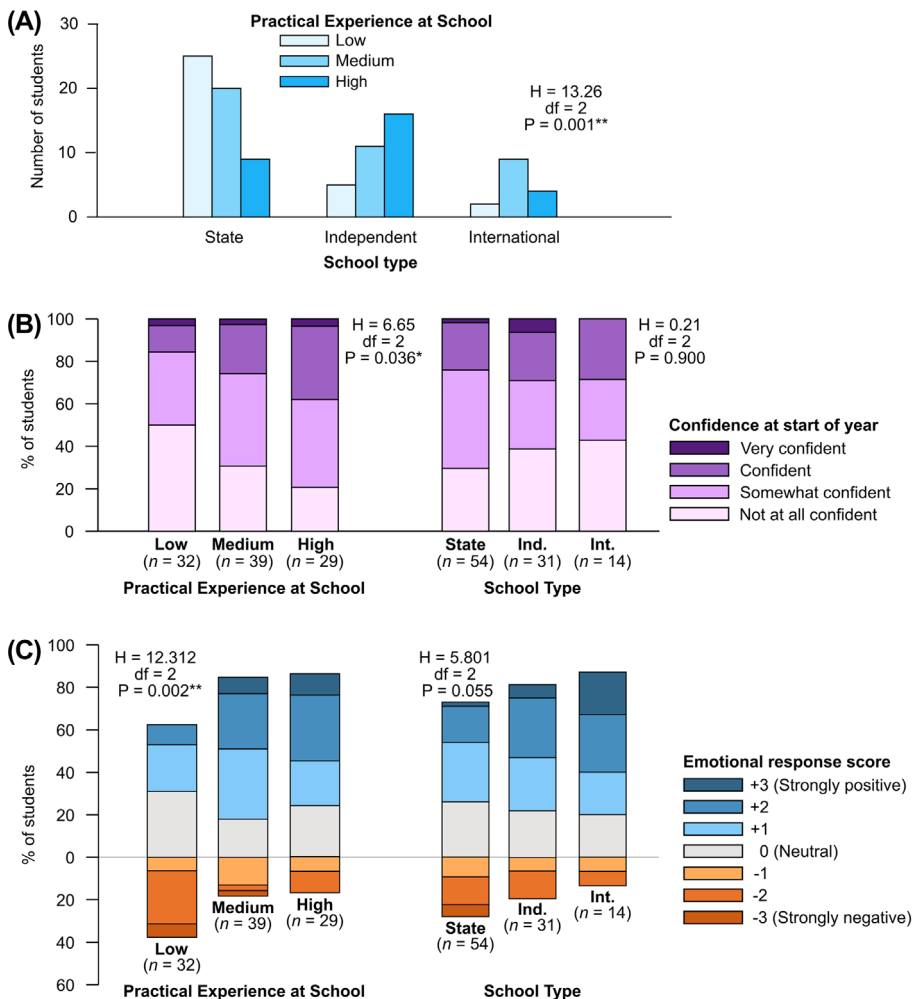 (A)
Practical Experience at School
Low
Medium
High
H = 13.26
df = 2
P = 0.001**
Number of students
30
20
10
0
State
Independent
International
School type
(B)
% of students
100
80
60
40
20
0
H = 6.65
df = 2
P = 0.036*
H = 0.21
df = 2
P = 0.900
Confidence at start of year
Very confident
Confident
Somewhat confident
Not at all confident
Low
(n = 32)
Medium
(n = 39)
High
(n = 29)
State
(n = 54)
Ind.
(n = 31)
Int.
(n = 14)
Practical Experience at School
School Type
(C)
% of students
100
80
60
40
20
0
20
40
60
H = 12.312
df = 2
P = 0.002**
H = 5.801
df = 2
P = 0.055
Emotional response score
+3 (Strongly positive)
+2
+1
0 (Neutral)
-1
-2
-3 (Strongly negative)
Low
(n = 32)
Medium
(n = 39)
High
(n = 29)
State
(n = 54)
Ind.
(n = 31)
Int.
(n = 14)
Practical Experience at School
School Type